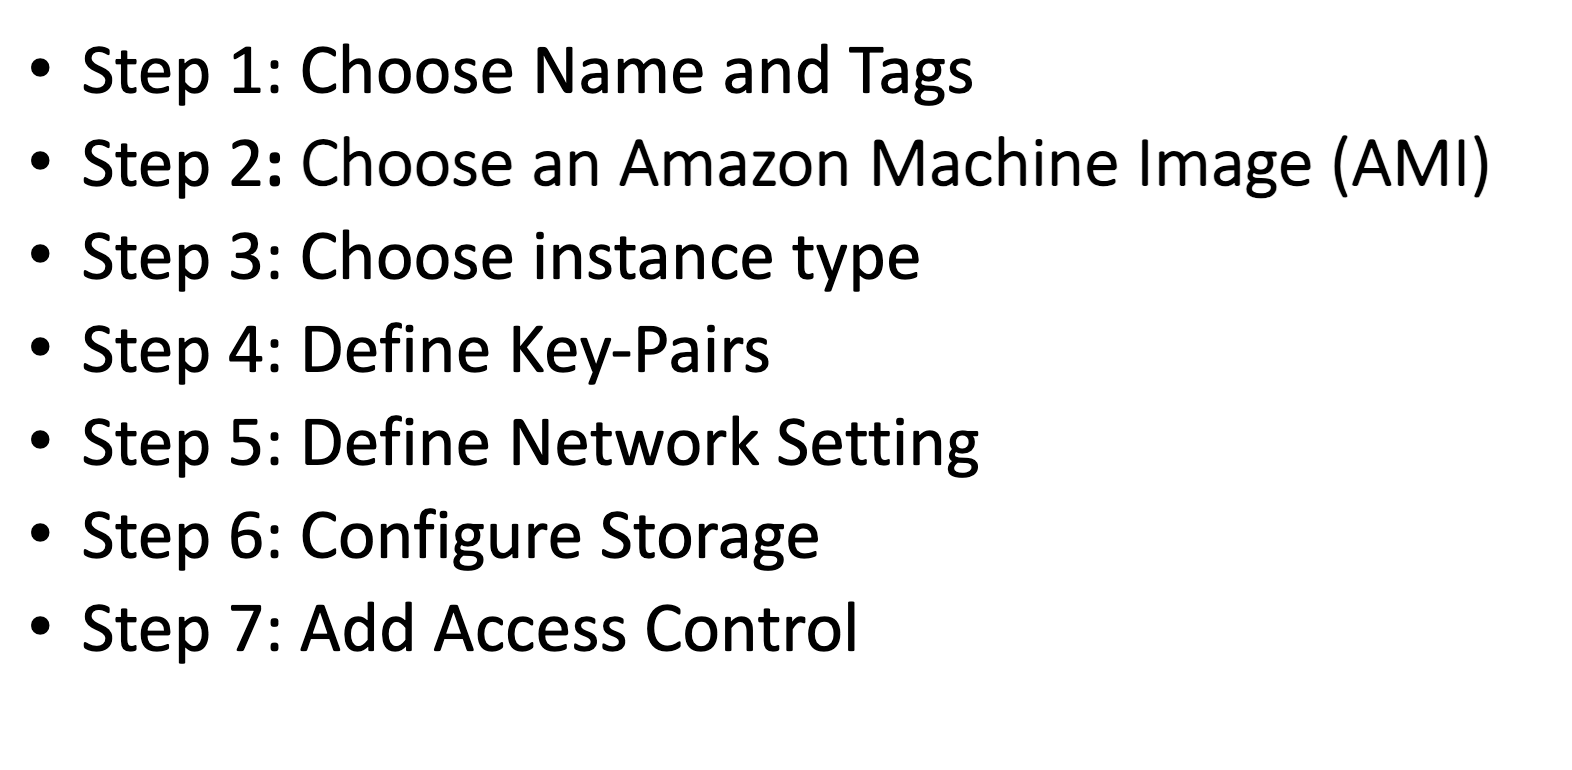 • Step 1: Choose Name and Tags
• Step 2: Choose an Amazon Machine Image (AMI)
• Step 3: Choose instance type
• Step 4: Define Key-Pairs
• Step 5: Define Network Setting
• Step 6: Configure Storage
• Step 7: Add Access Control